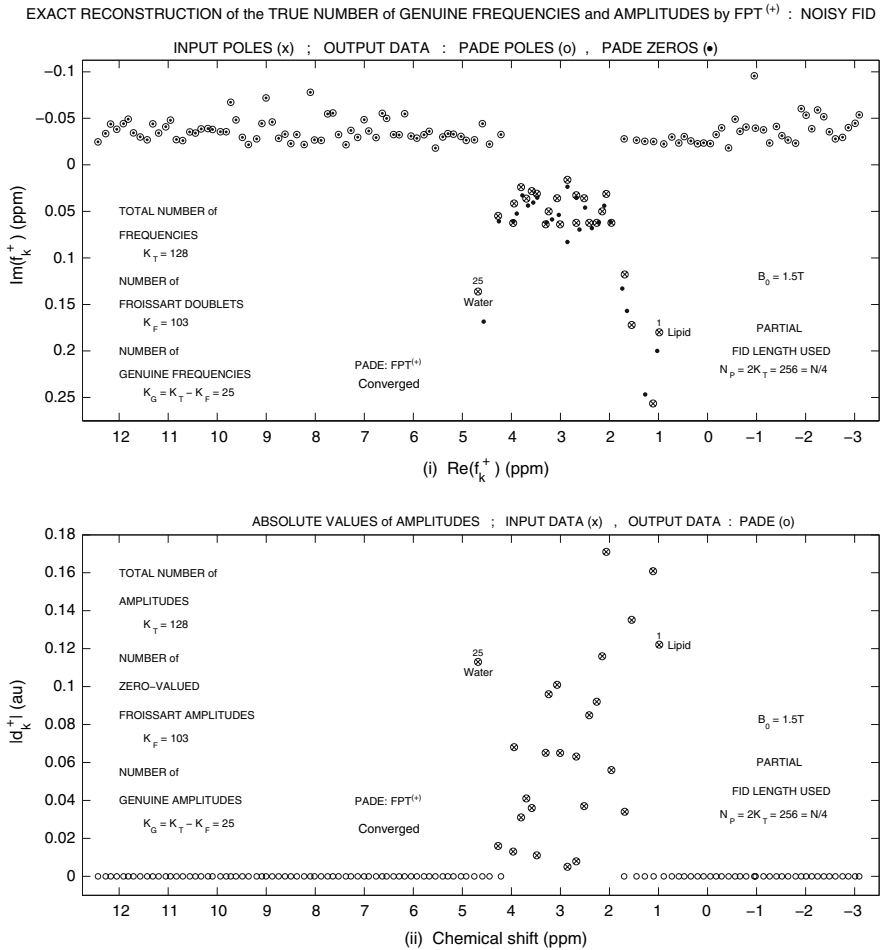 EXACT RECONSTRUCTION of the TRUE NUMBER of GENUINE FREQUENCIES and AMPLITUDES by FPT (+) : NOISY FID
INPUT POLES (x) ; OUTPUT DATA : PADE POLES (o) , PADE ZEROS (•)
−0.1
−0.05
0
0.05
0.1
0.15
0.2
0.25
Im(f_k^+) (ppm)
TOTAL NUMBER of
FREQUENCIES
K_T = 128
NUMBER of
FROISSART DOUBLETS
K_F = 103
NUMBER of
GENUINE FREQUENCIES
K_G = K_T − K_F = 25
25
Water
PADE: FPT(+)
Converged
1
Lipid
B_0 = 1.5T
PARTIAL
FID LENGTH USED
N_P = 2K_T = 256 = N/4
12 11 10 9 8 7 6 5 4 3 2 1 0 −1 −2 −3
(i) Re(f_k^+) (ppm)
ABSOLUTE VALUES of AMPLITUDES ; INPUT DATA (x) , OUTPUT DATA : PADE (o)
0.18
0.16
0.14
0.12
0.1
0.08
0.06
0.04
0.02
0
|d_k^+| (au)
TOTAL NUMBER of
AMPLITUDES
K_T = 128
NUMBER of
ZERO−VALUED
FROISSART AMPLITUDES
K_F = 103
NUMBER of
GENUINE AMPLITUDES
K_G = K_T − K_F = 25
25
Water
PADE: FPT(+)
Converged
1
Lipid
B_0 = 1.5T
PARTIAL
FID LENGTH USED
N_P = 2K_T = 256 = N/4
12 11 10 9 8 7 6 5 4 3 2 1 0 −1 −2 −3
(ii) Chemical shift (ppm)